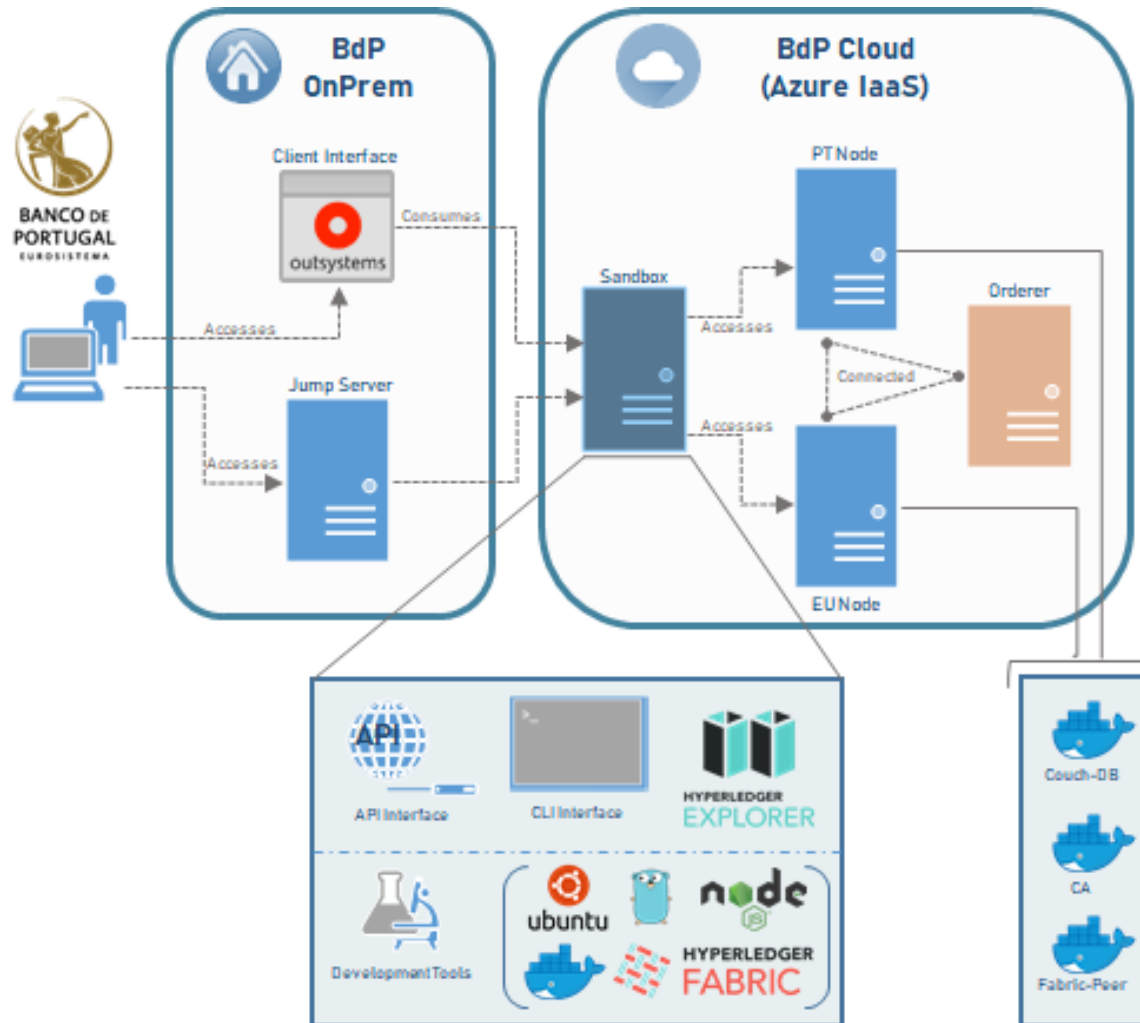 BdP
OnPrem
BdP Cloud
(Azure IaaS)
BANCO DE
PORTUGAL
EUROSISTEMA
Client Interface
outsystems
Consumes
Accesses
Jump Server
Accesses
Sandbox
Accesses
Accesses
PT Node
Orderer
Connected
EU Node
API
API Interface
>_
CLI Interface
HYPERLEDGER
EXPLORER
Development Tools
ubuntu
node
JS
HYPERLEDGER
FABRIC
Couch-DB
CA
Fabric-Peer